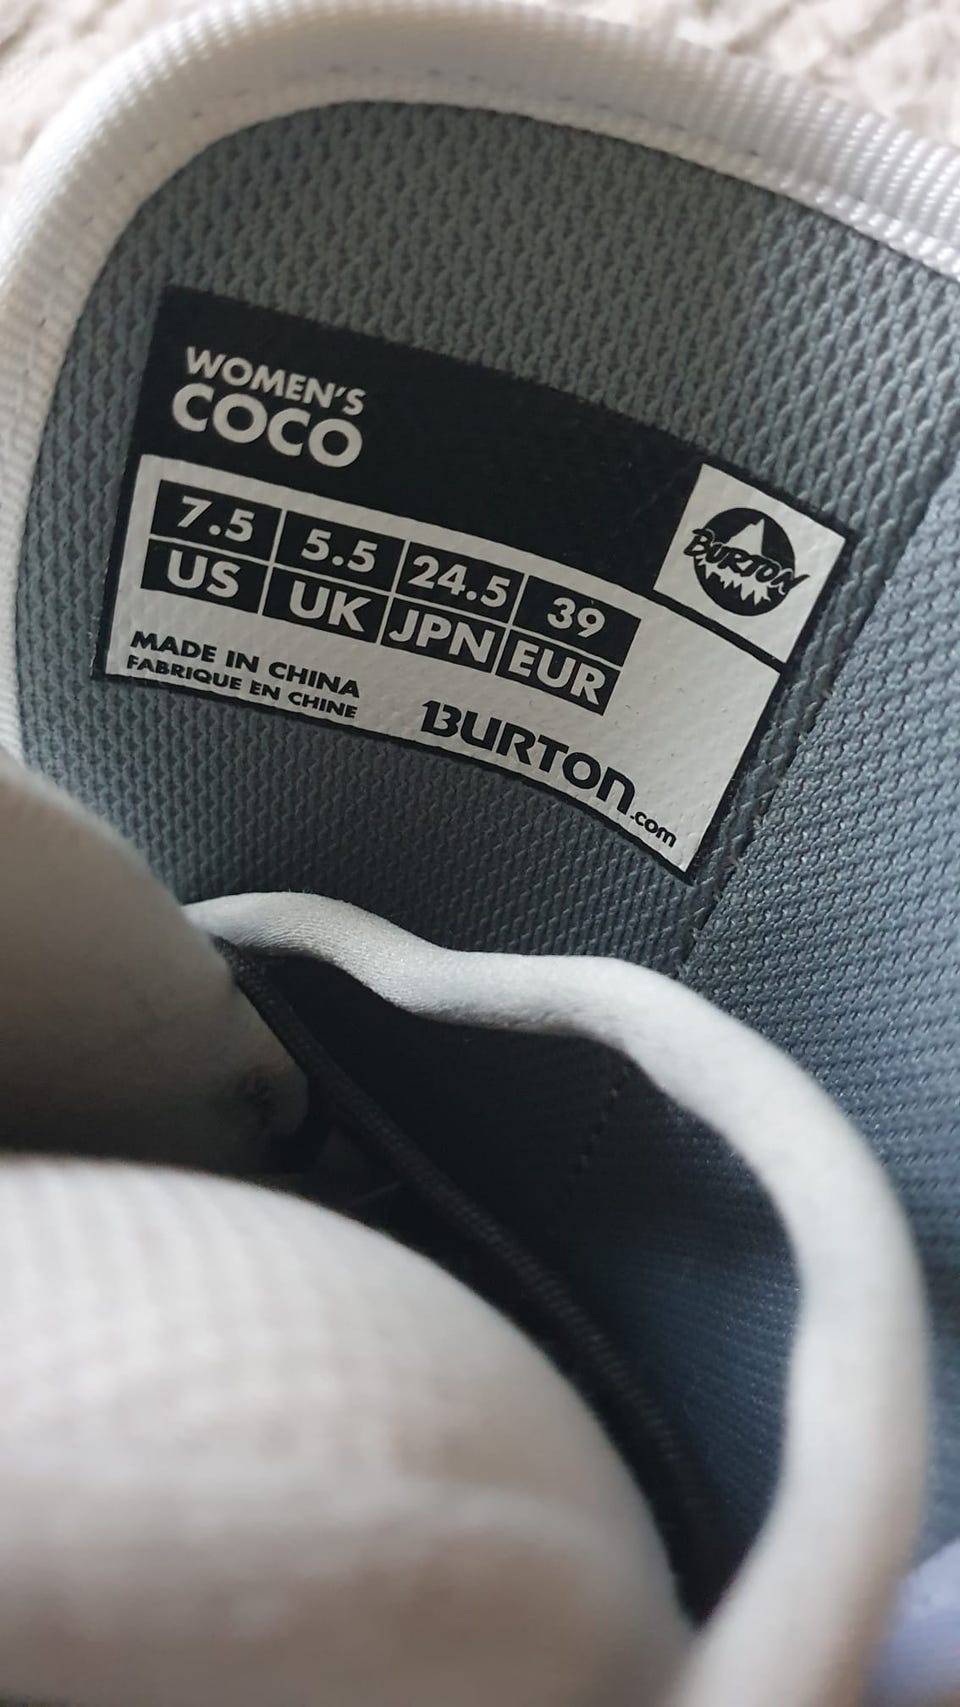 WOMEN'S
COCO
BURTON
7.5 5.5 24.5 39
US UK JPN EUR
MADE IN CHINA
FABRIQUE EN CHINE
BURTON.com